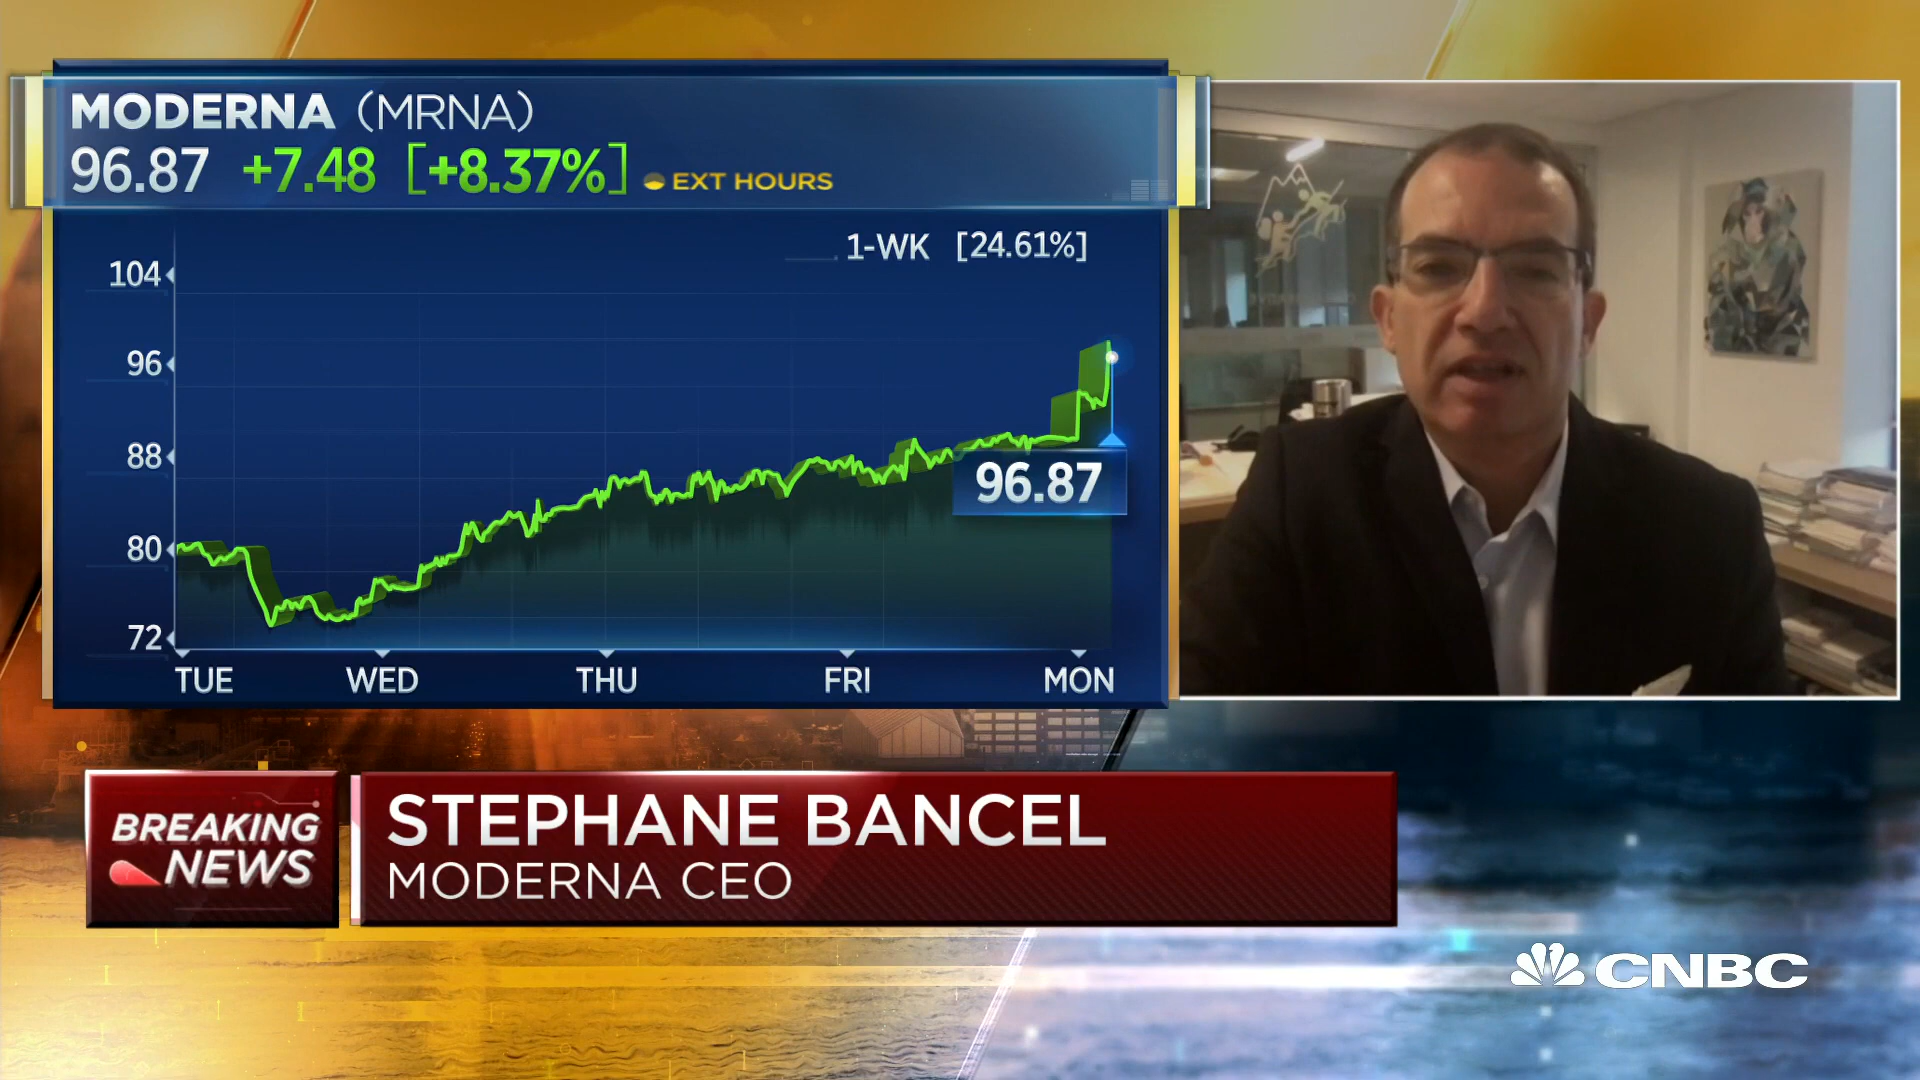 MODERNA (MRNA)
96.87 +7.48 [+8.37%] EXT HOURS
1-WK [24.61%]
104
96
88
80
72
96.87
TUE WED THU FRI MON
BREAKING
NEWS
STEPHANE BANCEL
MODERNA CEO
CNBC